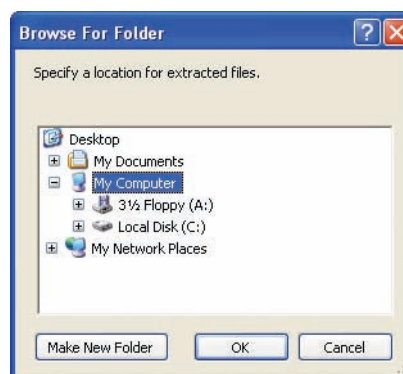 Browse For Folder
Specify a location for extracted files.
Desktop
My Documents
My Computer
3½ Floppy (A:)
Local Disk (C:)
My Network Places
Make New Folder
OK
Cancel